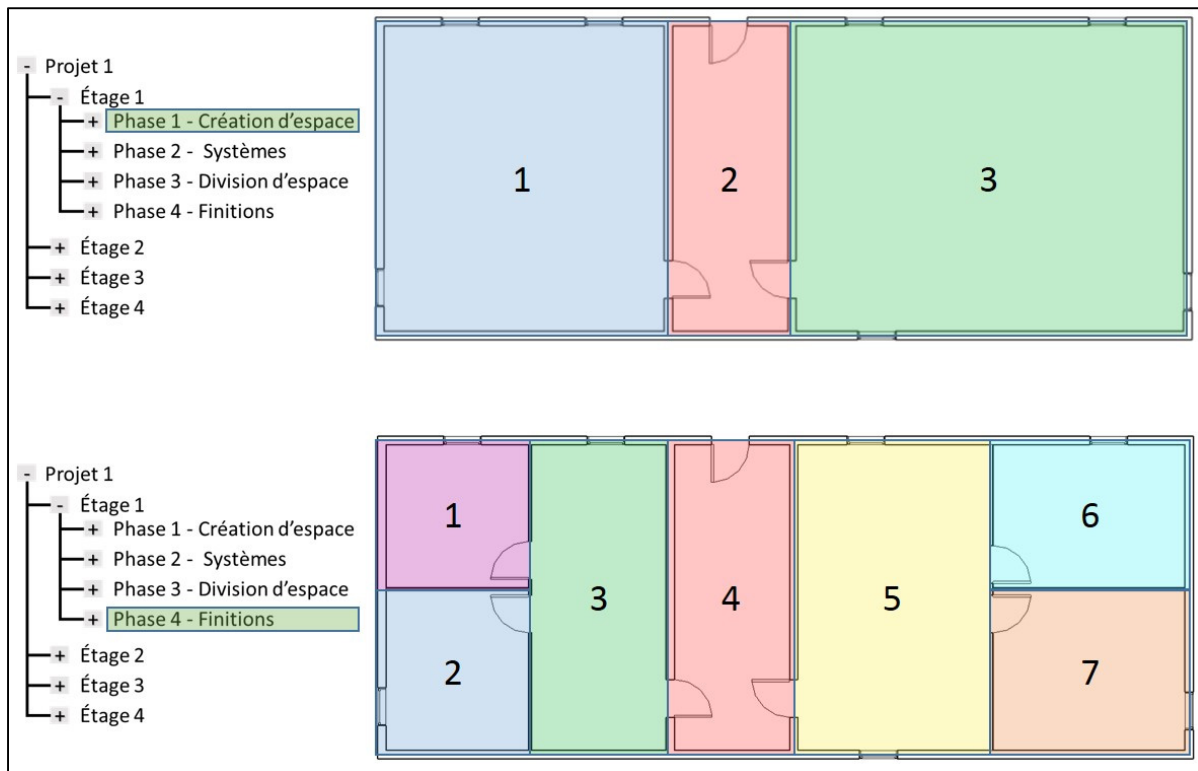 - Projet 1
- Étage 1
+ Phase 1 - Création d'espace
+ Phase 2 - Systèmes
+ Phase 3 - Division d'espace
+ Phase 4 - Finitions
+ Étage 2
+ Étage 3
+ Étage 4
1 2 3
- Projet 1
- Étage 1
+ Phase 1 - Création d'espace
+ Phase 2 - Systèmes
+ Phase 3 - Division d'espace
+ Phase 4 - Finitions
+ Étage 2
+ Étage 3
+ Étage 4
1 6
3 4 5
2 7